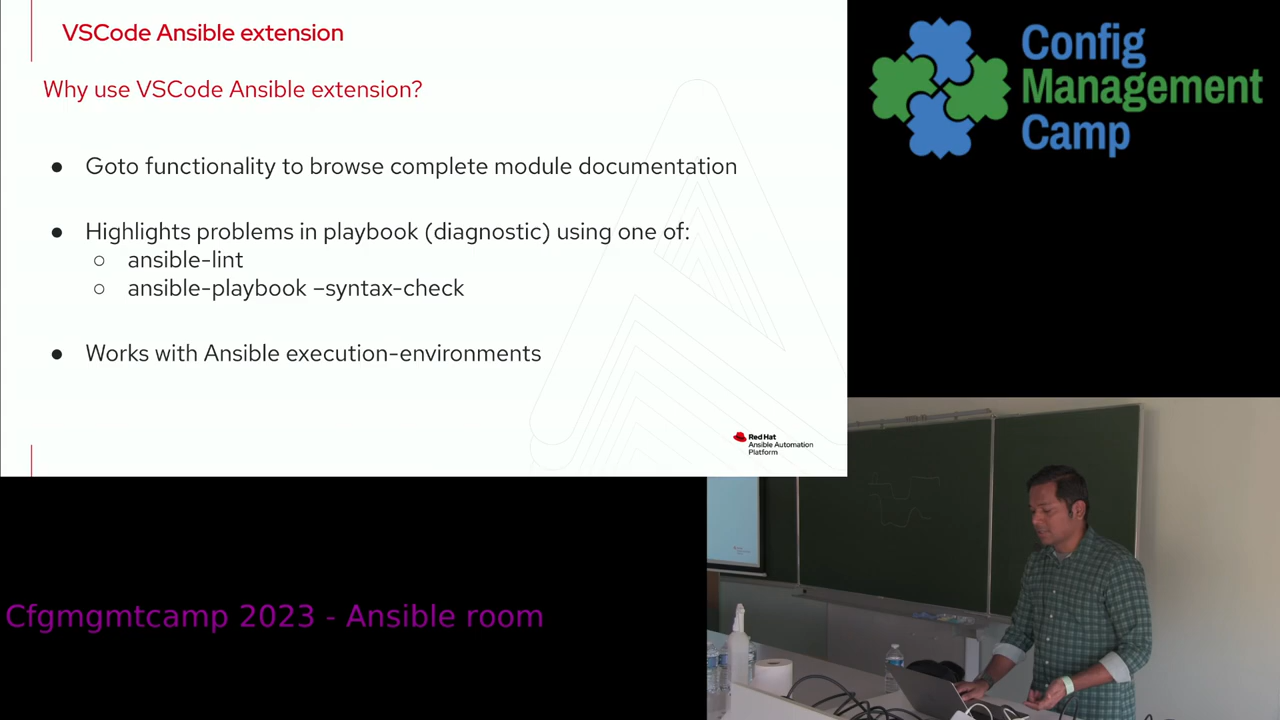 VSCode Ansible extension
Why use VSCode Ansible extension?
● Goto functionality to browse complete module documentation
● Highlights problems in playbook (diagnostic) using one of:
○ ansible-lint
○ ansible-playbook –syntax-check
● Works with Ansible execution-environments
Red Hat
Ansible Automation
Platform
Config
Management
Camp
Cfgmgmtcamp 2023 - Ansible room